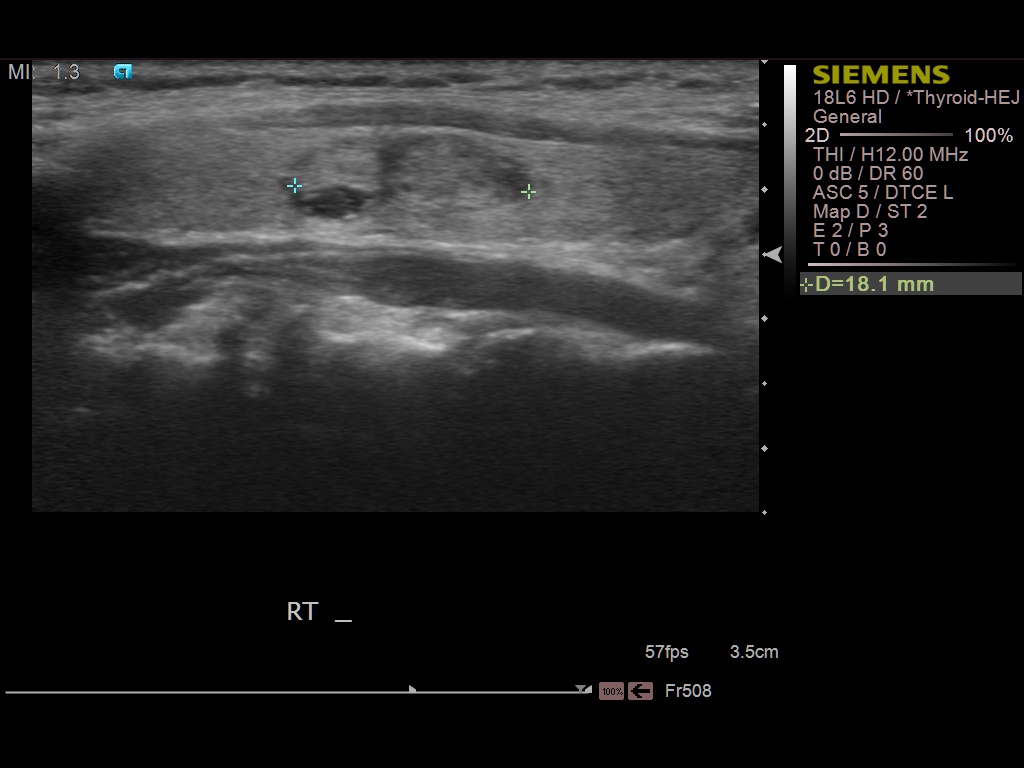 MI: 1.3
SIEMENS
18L6 HD / *Thyroid-HEJ
General
2D 100%
THI / H12.00 MHz
0 dB / DR 60
ASC 5 / DTCE L
Map D / ST 2
E 2 / P 3
T 0 / B 0
D=18.1 mm
RT _
57fps 3.5cm
100% Fr508